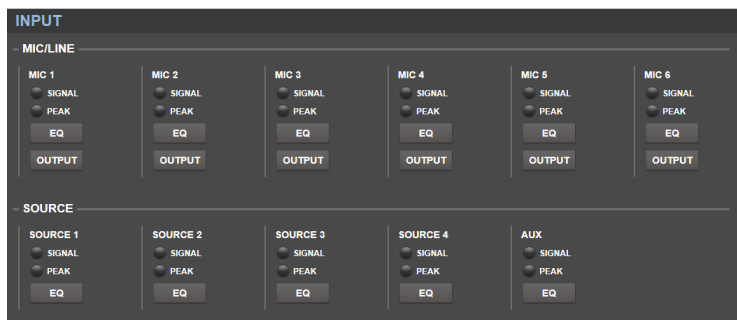 INPUT
MIC/LINE
MIC 1 MIC 2 MIC 3 MIC 4 MIC 5 MIC 6
SIGNAL SIGNAL SIGNAL SIGNAL SIGNAL SIGNAL
PEAK PEAK PEAK PEAK PEAK PEAK
EQ EQ EQ EQ EQ EQ
OUTPUT OUTPUT OUTPUT OUTPUT OUTPUT OUTPUT
SOURCE
SOURCE 1 SOURCE 2 SOURCE 3 SOURCE 4 AUX
SIGNAL SIGNAL SIGNAL SIGNAL SIGNAL
PEAK PEAK PEAK PEAK PEAK
EQ EQ EQ EQ EQ